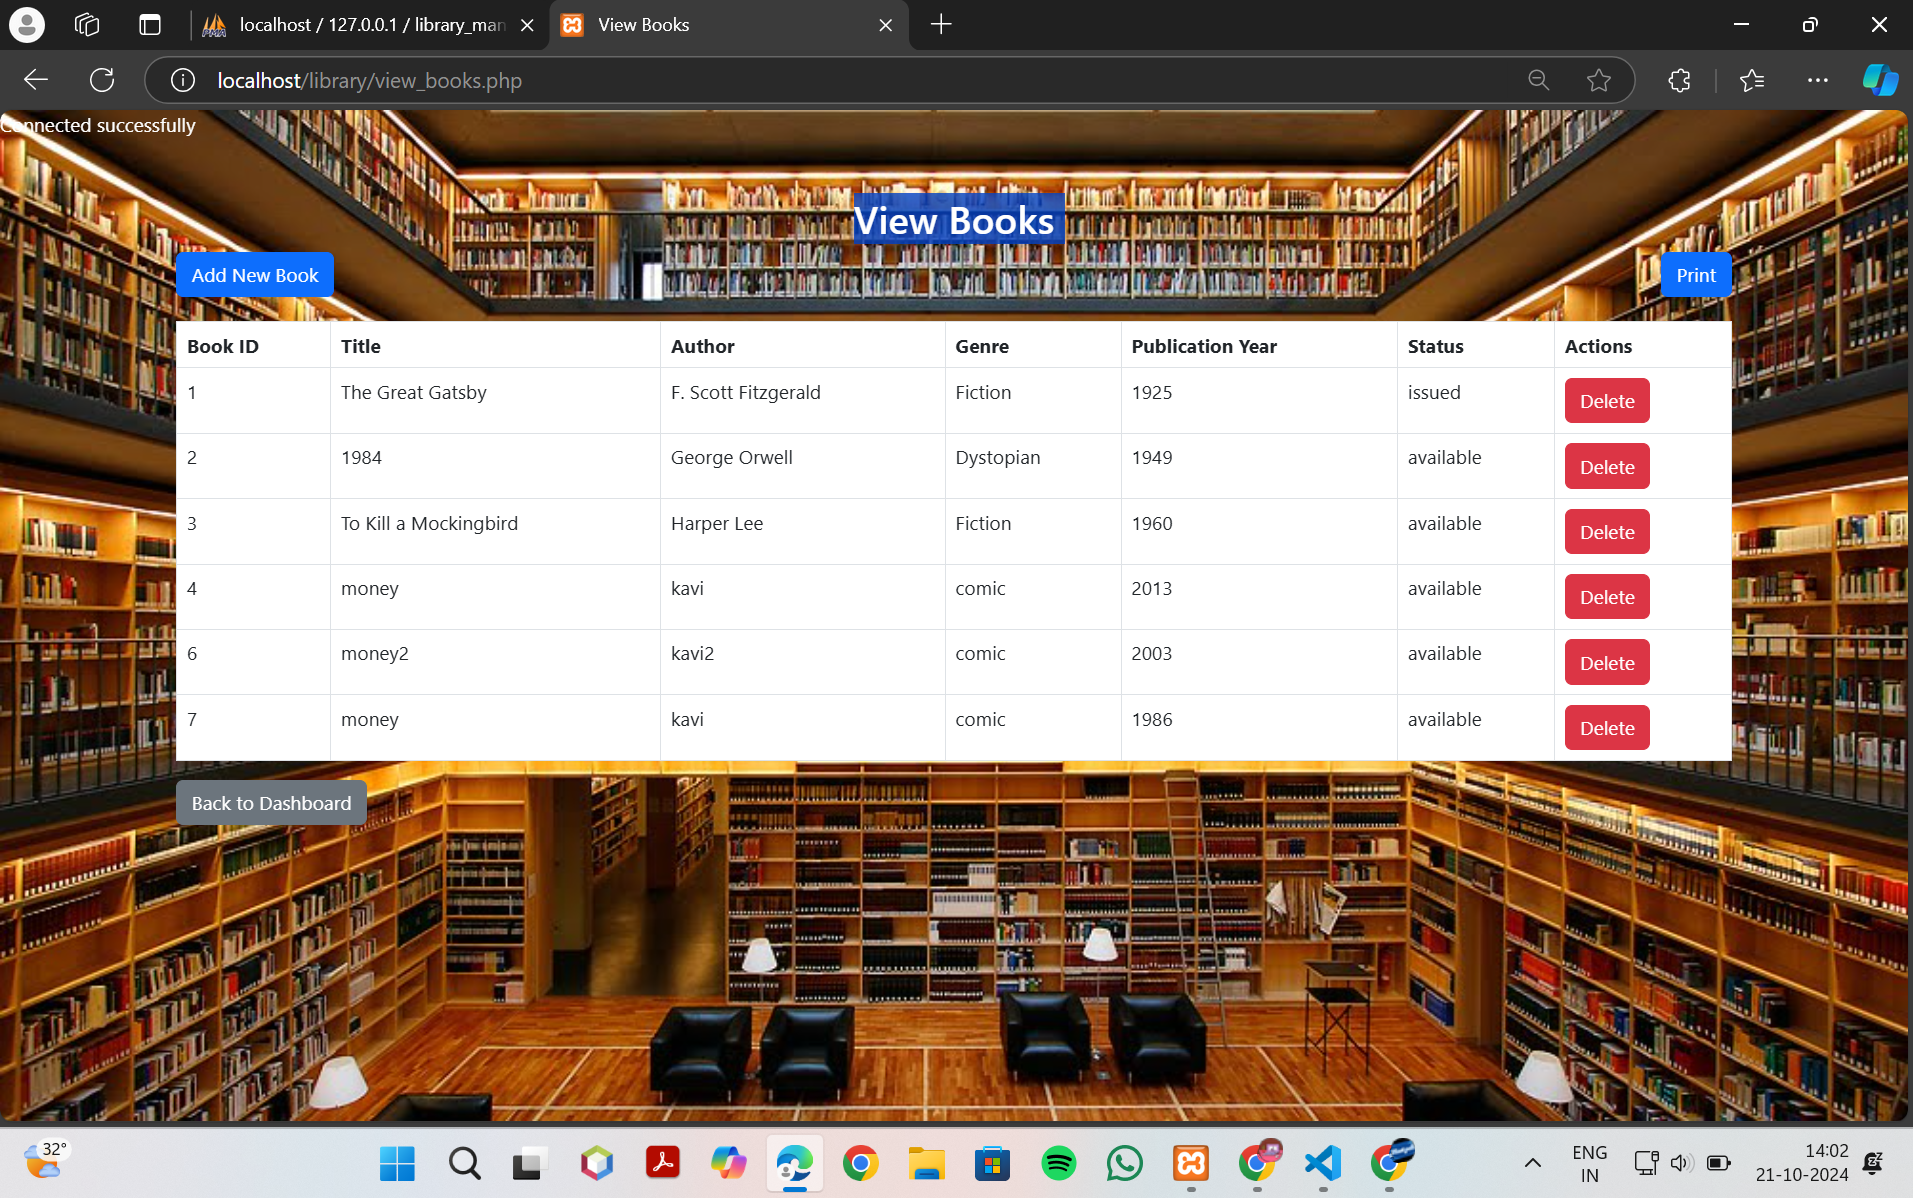 localhost / 127.0.0.1 / library_man
View Books
localhost/library/view_books.php
Connected successfully
View Books
Add New Book
Print
Book ID Title Author Genre Publication Year Status Actions
1 The Great Gatsby F. Scott Fitzgerald Fiction 1925 issued Delete
2 1984 George Orwell Dystopian 1949 available Delete
3 To Kill a Mockingbird Harper Lee Fiction 1960 available Delete
4 money kavi comic 2013 available Delete
6 money2 kavi2 comic 2003 available Delete
7 money kavi comic 1986 available Delete
Back to Dashboard
32°
ENG
IN
14:02
21-10-2024